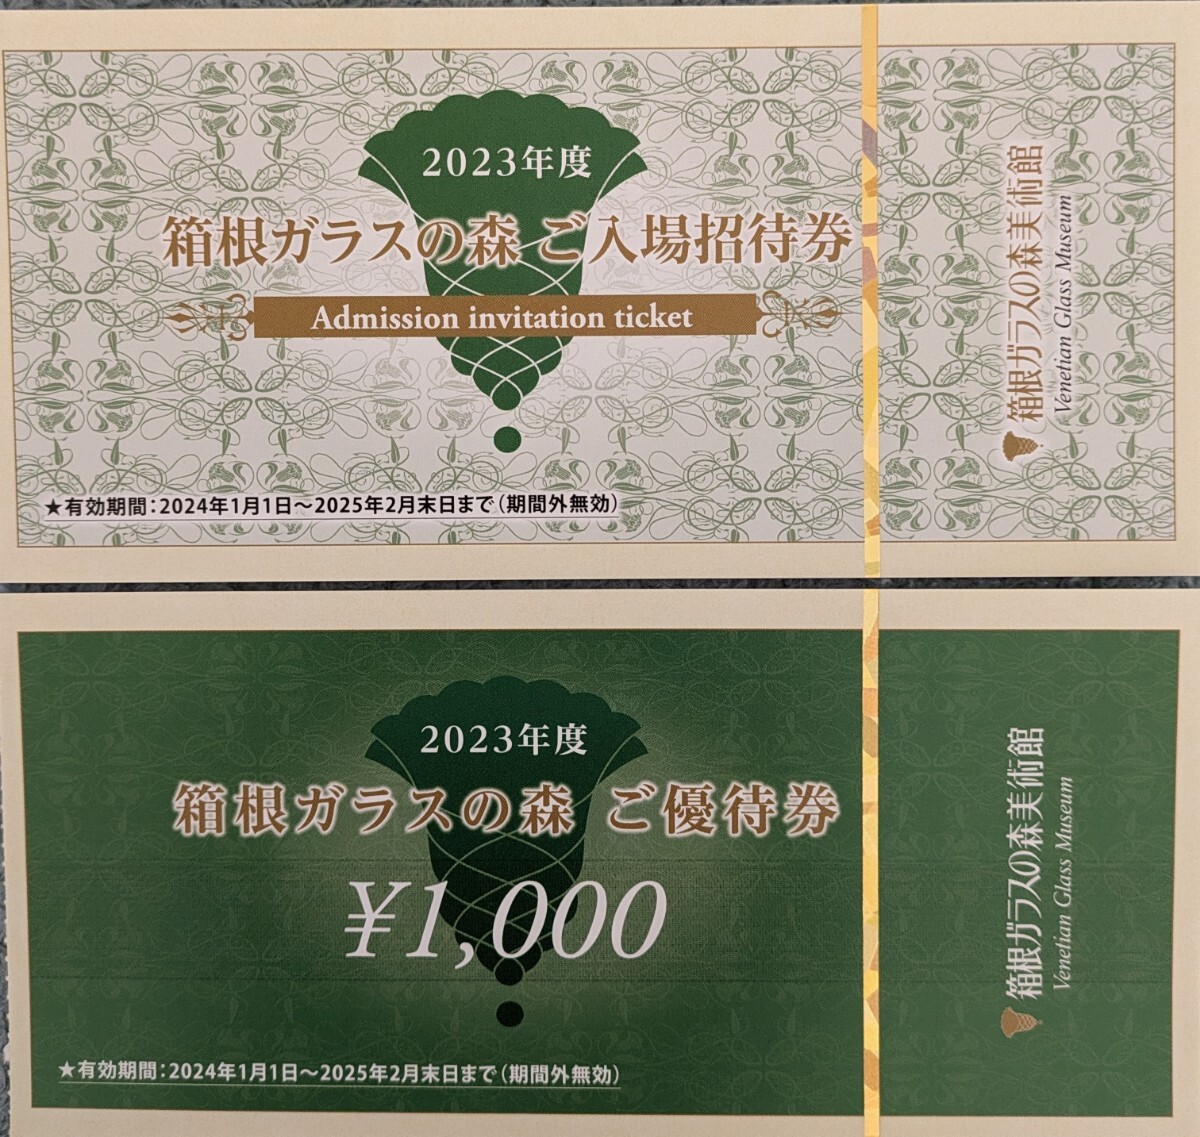 2023年度
箱根ガラスの森 ご入場招待券
Admission invitation ticket
★有効期間：2024年1月1日～2025年2月末日まで（期間外無効）
箱根ガラスの森美術館
Venetian Glass Museum
2023年度
箱根ガラスの森 ご優待券
¥1,000
★有効期間：2024年1月1日～2025年2月末日まで（期間外無効）
箱根ガラスの森美術館
Venetian Glass Museum